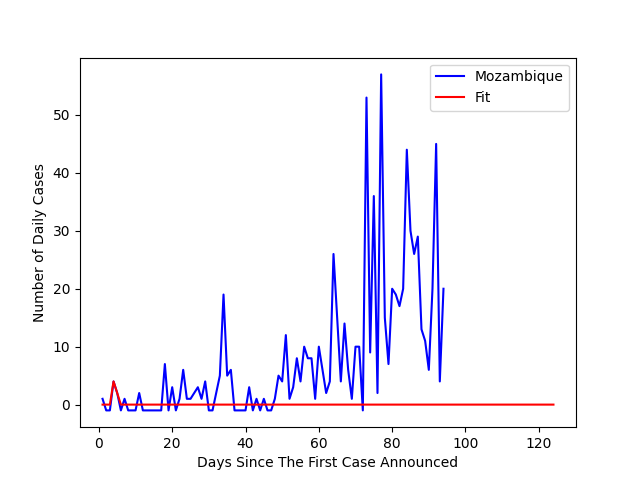 Mozambique
Fit
50
40
30
20
10
0
Number of Daily Cases
0 20 40 60 80 100 120
Days Since The First Case Announced